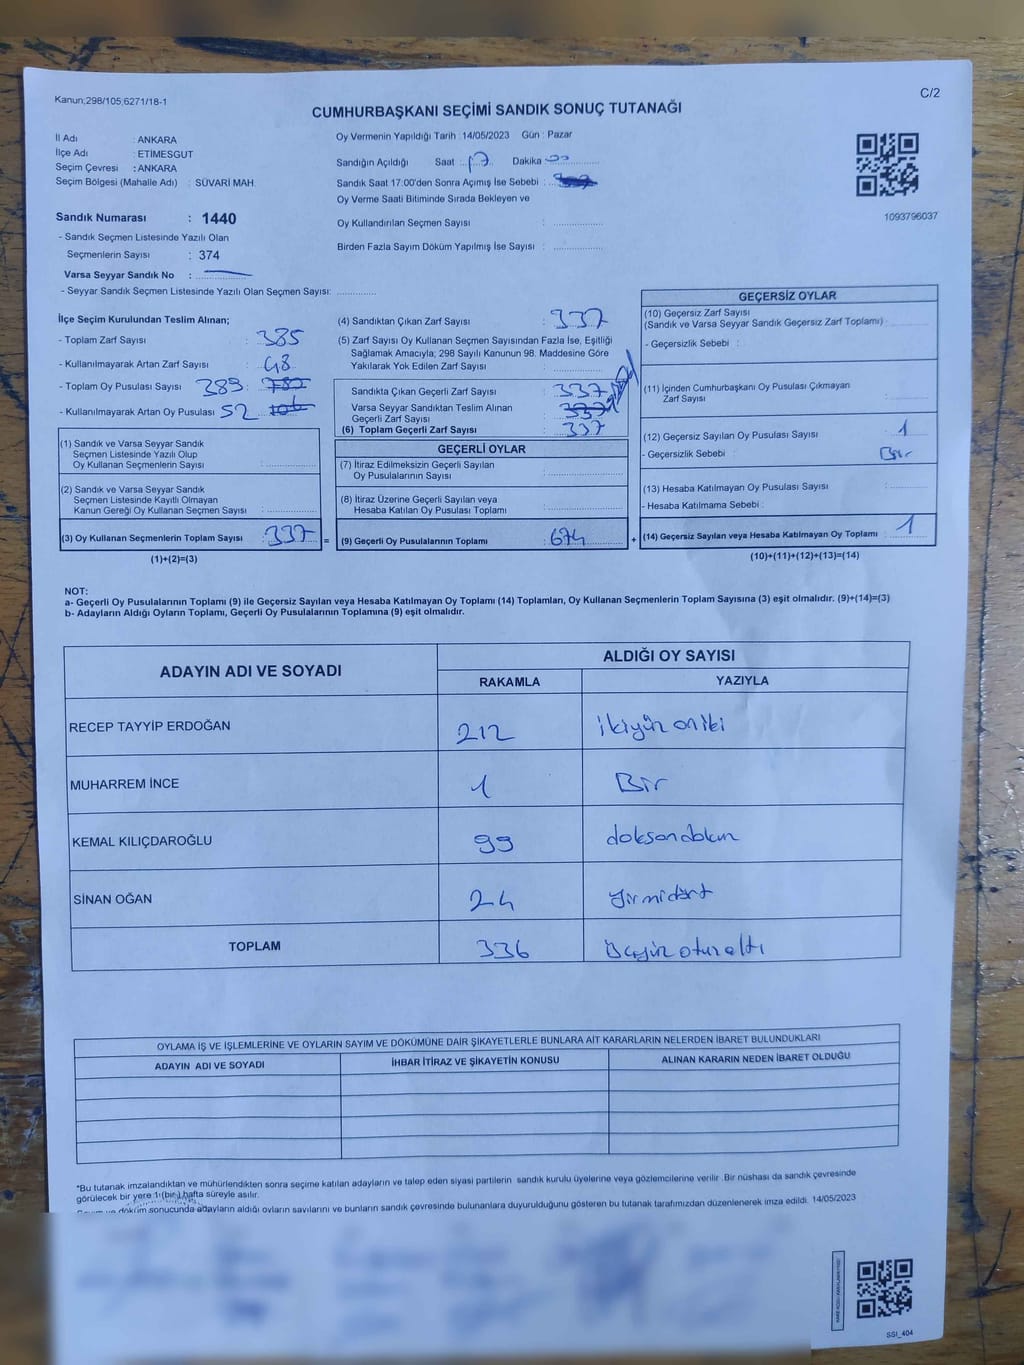 Kanun;298/105;6271/18-1
C/2
CUMHURBAŞKANI SEÇİMİ SANDIK SONUÇ TUTANAĞI
İl Adı : ANKARA
İlçe Adı : ETİMESGUT
Seçim Çevresi : ANKARA
Seçim Bölgesi (Mahalle Adı) : SÜVARİ MAH.
Oy Vermenin Yapıldığı Tarih : 14/05/2023 Gün : Pazar
Sandığın Açıldığı Saat : 17 Dakika 00
Sandık Saat 17:00'den Sonra Açımış İse Sebebi :
Oy Verme Saati Bitiminde Sırada Bekleyen ve
Oy Kullandırılan Seçmen Sayısı :
Birden Fazla Sayım Döküm Yapılmış İse Sayısı :
1093796037
Sandık Numarası : 1440
- Sandık Seçmen Listesinde Yazılı Olan
Seçmenlerin Sayısı : 374
Varsa Seyyar Sandık No :
- Seyyar Sandık Seçmen Listesinde Yazılı Olan Seçmen Sayısı:
İlçe Seçim Kurulundan Teslim Alınan;
- Toplam Zarf Sayısı : 385
- Kullanılmayarak Artan Zarf Sayısı : 48
- Toplam Oy Pusulası Sayısı 389
- Kullanılmayarak Artan Oy Pusulası : 52
(1) Sandık ve Varsa Seyyar Sandık
Seçmen Listesinde Yazılı Olup
Oy Kullanan Seçmenlerin Sayısı :
(2) Sandık ve Varsa Seyyar Sandık
Seçmen Listesinde Kayıtlı Olmayan
Kanun Gereği Oy Kullanan Seçmen Sayısı :
(3) Oy Kullanan Seçmenlerin Toplam Sayısı : 337
(1)+(2)=(3)
=
(4) Sandıktan Çıkan Zarf Sayısı : 337
(5) Zarf Sayısı Oy Kullanan Seçmen Sayısından Fazla İse, Eşitliği
Sağlamak Amacıyla; 298 Sayılı Kanunun 98. Maddesine Göre
Yakılarak Yok Edilen Zarf Sayısı :
Sandıkta Çıkan Geçerli Zarf Sayısı : 337
Varsa Seyyar Sandıktan Teslim Alınan
Geçerli Zarf Sayısı : 337
(6) Toplam Geçerli Zarf Sayısı : 337
GEÇERLİ OYLAR
(7) İtiraz Edilmeksizin Geçerli Sayılan
Oy Pusulalarının Sayısı :
(8) İtiraz Üzerine Geçerli Sayılan veya
Hesaba Katılan Oy Pusulası Toplamı :
(9) Geçerli Oy Pusulalarının Toplamı : 674
+
GEÇERSİZ OYLAR
(10) Geçersiz Zarf Sayısı
(Sandık ve Varsa Seyyar Sandık Geçersiz Zarf Toplamı) :
- Geçersizlik Sebebi :
(11) İçinden Cumhurbaşkanı Oy Pusulası Çıkmayan
Zarf Sayısı :
(12) Geçersiz Sayılan Oy Pusulası Sayısı : 1
- Geçersizlik Sebebi : Bir
(13) Hesaba Katılmayan Oy Pusulası Sayısı :
- Hesaba Katılmama Sebebi :
(14) Geçersiz Sayılan veya Hesaba Katılmayan Oy Toplamı : 1
(10)+(11)+(12)+(13)=(14)
NOT:
a- Geçerli Oy Pusulalarının Toplamı (9) ile Geçersiz Sayılan veya Hesaba Katılmayan Oy Toplamı (14) Toplamları, Oy Kullanan Seçmenlerin Toplam Sayısına (3) eşit olmalıdır. (9)+(14)=(3)
b- Adayların Aldığı Oyların Toplamı, Geçerli Oy Pusulalarının Toplamına (9) eşit olmalıdır.
ADAYIN ADI VE SOYADI ALDIĞI OY SAYISI
RAKAMLA YAZIYLA
RECEP TAYYİP ERDOĞAN 212 ikiyüz oniki
MUHARREM İNCE 1 Bir
KEMAL KILIÇDAROĞLU 99 doksandokuz
SİNAN OĞAN 24 yirmidört
TOPLAM 336 üçyüz otuzaltı
OYLAMA İŞ VE İŞLEMLERİNE VE OYLARIN SAYIM VE DÖKÜMÜNE DAİR ŞİKAYETLERLE BUNLARA AİT KARARLARIN NELERDEN İBARET BULUNDUKLARI
ADAYIN ADI VE SOYADI İHBAR İTİRAZ VE ŞİKAYETİN KONUSU ALINAN KARARIN NEDEN İBARET OLDUĞU
*Bu tutanak imzalandıktan ve mühürlendikten sonra seçime katılan adayların ve talep eden siyasi partilerin sandık kurulu üyelerine veya gözlemcilerine verilir .Bir nüshası da sandık çevresinde
görülecek bir yere 1 (bir ) hafta süreyle asılır.
ve döküm sonucunda adayların aldığı oyların sayılarını ve bunların sandık çevresinde bulunanlara duyurulduğunu gösteren bu tutanak tarafımızdan düzenlenerek imza edildi. 14/05/2023
SSI_404